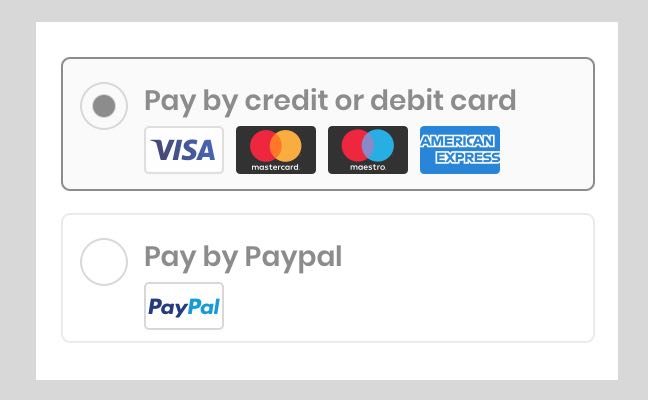 Pay by credit or debit card
VISA mastercard. maestro. AMERICAN EXPRESS
Pay by Paypal
PayPal